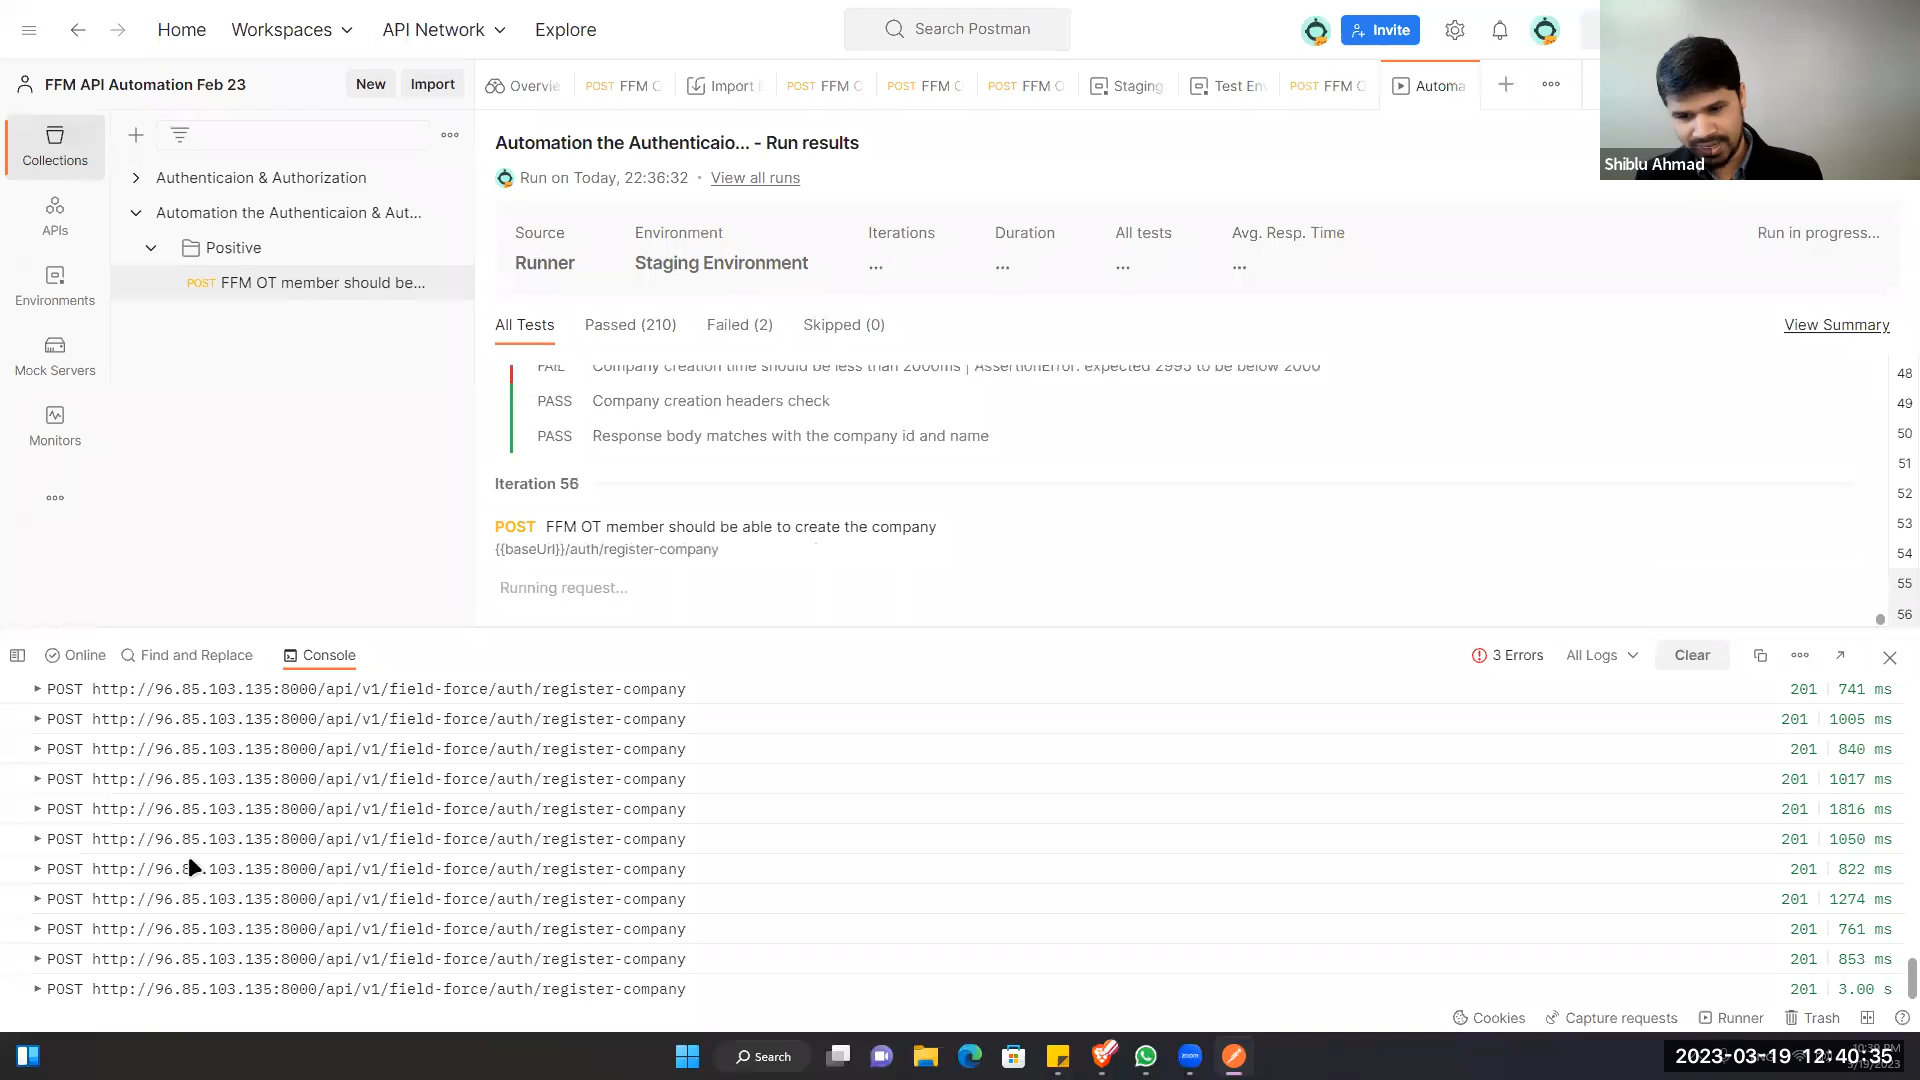 Home
Workspaces
API Network
Explore
Search Postman
Invite
FFM API Automation Feb 23
New
Import
Overvie
POST FFM C
Import
POST FFM C
POST FFM C
POST FFM C
Staging
Test En
POST FFM C
Automa
Shiblu Ahmad
Collections
APIs
Environments
Mock Servers
Monitors
Authenticaion & Authorization
Automation the Authenticaion & Aut...
Positive
POST FFM OT member should be...
Automation the Authenticaio... - Run results
Run on Today, 22:36:32 · View all runs
Source
Environment
Iterations
Duration
All tests
Avg. Resp. Time
Run in progress...
Runner
Staging Environment
...
...
...
...
All Tests
Passed (210)
Failed (2)
Skipped (0)
View Summary
FAIL Company creation time should be less than 2000ms | AssertionError: expected 2995 to be below 2000
PASS Company creation headers check
PASS Response body matches with the company id and name
Iteration 56
POST FFM OT member should be able to create the company
{{baseUrl}}/auth/register-company
Running request...
48
49
50
51
52
53
54
55
56
Online
Find and Replace
Console
3 Errors
All Logs
Clear
POST http://96.85.103.135:8000/api/v1/field-force/auth/register-company 201 741 ms
POST http://96.85.103.135:8000/api/v1/field-force/auth/register-company 201 1005 ms
POST http://96.85.103.135:8000/api/v1/field-force/auth/register-company 201 840 ms
POST http://96.85.103.135:8000/api/v1/field-force/auth/register-company 201 1017 ms
POST http://96.85.103.135:8000/api/v1/field-force/auth/register-company 201 1816 ms
POST http://96.85.103.135:8000/api/v1/field-force/auth/register-company 201 1050 ms
POST http://96.85.103.135:8000/api/v1/field-force/auth/register-company 201 822 ms
POST http://96.85.103.135:8000/api/v1/field-force/auth/register-company 201 1274 ms
POST http://96.85.103.135:8000/api/v1/field-force/auth/register-company 201 761 ms
POST http://96.85.103.135:8000/api/v1/field-force/auth/register-company 201 853 ms
POST http://96.85.103.135:8000/api/v1/field-force/auth/register-company 201 3.00 s
Cookies
Capture requests
Runner
Trash
Search
zoom
2023-03-19 12:40:35